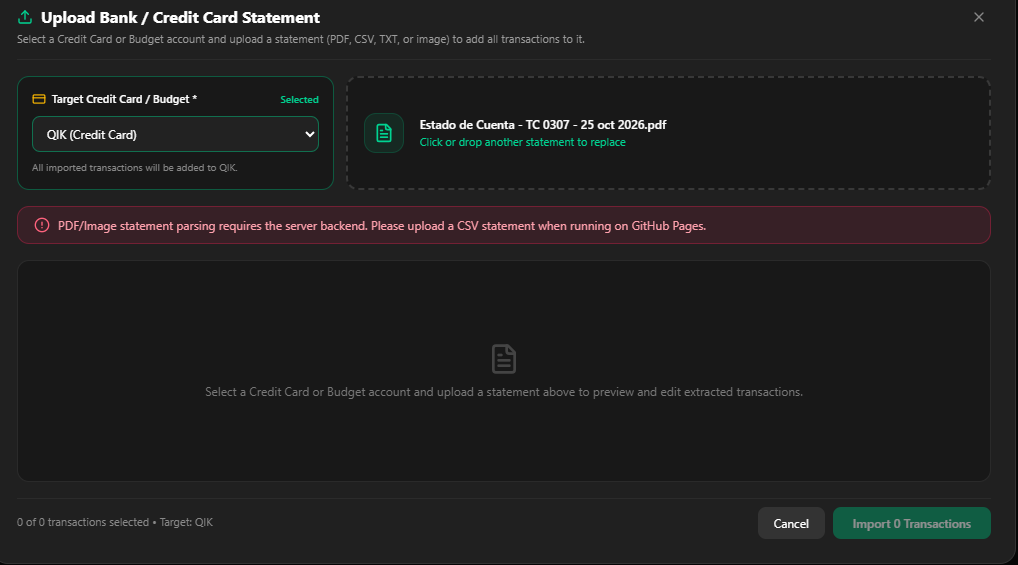 Upload Bank / Credit Card Statement
Select a Credit Card or Budget account and upload a statement (PDF, CSV, TXT, or image) to add all transactions to it.
Target Credit Card / Budget *
Selected
QIK (Credit Card)
All imported transactions will be added to QIK.
Estado de Cuenta - TC 0307 - 25 oct 2026.pdf
Click or drop another statement to replace
PDF/Image statement parsing requires the server backend. Please upload a CSV statement when running on GitHub Pages.
Select a Credit Card or Budget account and upload a statement above to preview and edit extracted transactions.
0 of 0 transactions selected • Target: QIK
Cancel
Import 0 Transactions